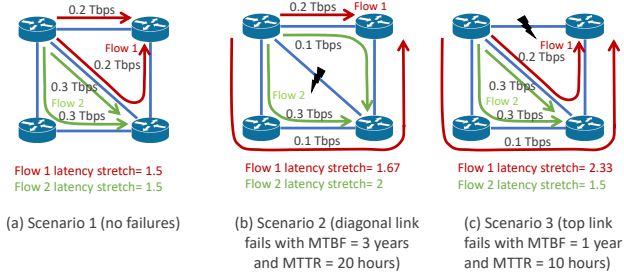 0.2 Tbps
Flow 1
0.2 Tbps
0.3 Tbps
Flow 2
0.3 Tbps
Flow 1 latency stretch= 1.5
Flow 2 latency stretch= 1.5
(a) Scenario 1 (no failures)
0.2 Tbps
Flow 1
0.1 Tbps
Flow 2
0.3 Tbps
0.1 Tbps
Flow 1 latency stretch= 1.67
Flow 2 latency stretch= 2
(b) Scenario 2 (diagonal link
fails with MTBF = 3 years
and MTTR = 20 hours)
Flow 1
0.2 Tbps
0.3 Tbps
Flow 2
0.3 Tbps
0.1 Tbps
Flow 1 latency stretch= 2.33
Flow 2 latency stretch= 1.5
(c) Scenario 3 (top link
fails with MTBF = 1 year
and MTTR = 10 hours)